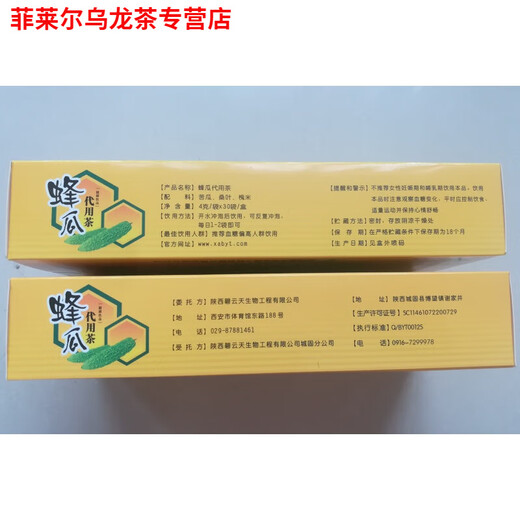 菲莱尔乌龙茶专营店
蜂瓜
代用茶
【产品名称】蜂瓜代用茶
【配    料】苦瓜、桑叶、槐米
【净 含 量】4克/袋x30袋/盒
【饮用方法】开水冲泡后饮用，可反复冲泡，
每日1-2袋即可
【最佳饮用人群】推荐血糖偏高人群饮用
【官方网址】www.xabyt.com
【提醒和警示】不推荐女性妊娠期和哺乳期饮用本品，饮用
本品时注意观察血糖变化，平时应控制饮食，
适量运动并保持心情舒畅
【贮藏方法】密封，存放阴凉干燥处
【保 存 期】在严格贮藏条件下保存期为18个月
【生产日期】见盒外喷码
蜂瓜
代用茶
【委 托 方】陕西碧云天生物工程有限公司
【地    址】西安市体育馆东路188号
【电    话】029-87881461
【受 托 方】陕西碧云天生物工程有限公司城固分公司
【地    址】陕西城固县博望镇谢家井
【生产许可证号】SC11461072200729
【执行标准】Q/BYT0012S
【电    话】0916-7299978